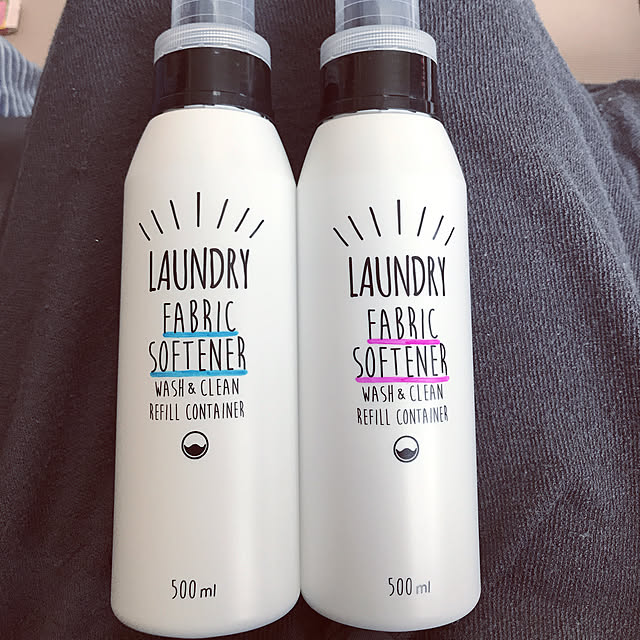 LAUNDRY
FABRIC
SOFTENER
WASH & CLEAN
REFILL CONTAINER
500ml
LAUNDRY
FABRIC
SOFTENER
WASH & CLEAN
REFILL CONTAINER
500ml